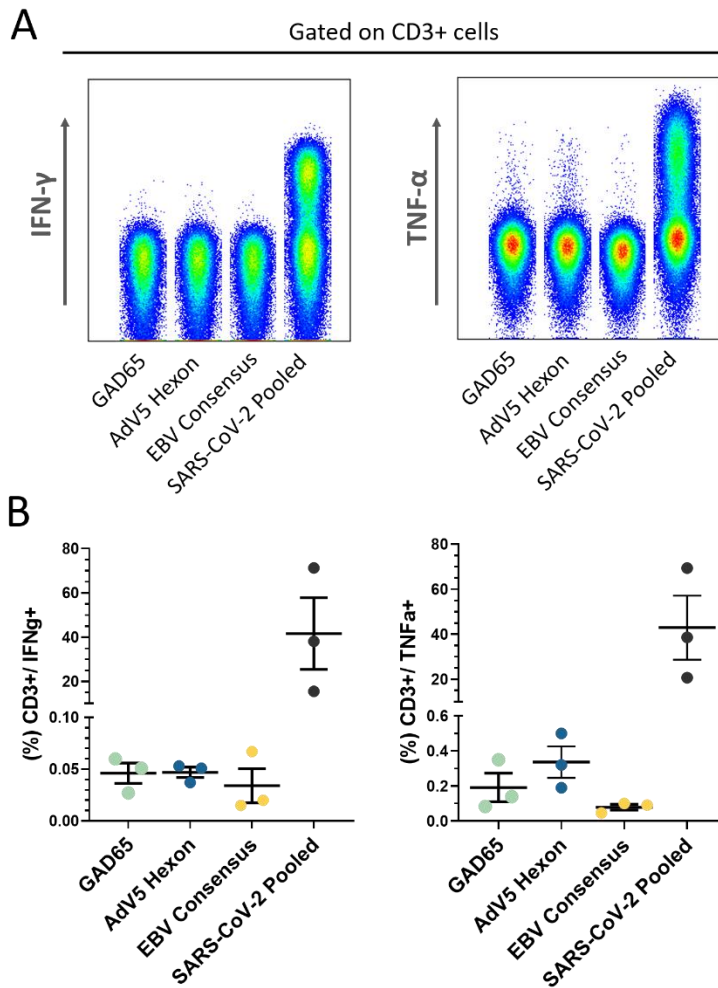 A
Gated on CD3+ cells
IFN-γ
TNF-α
GAD65
AdV5 Hexon
EBV Consensus
SARS-CoV-2 Pooled
GAD65
AdV5 Hexon
EBV Consensus
SARS-CoV-2 Pooled
B
(%) CD3+/ IFNg+
80
60
40
20
0.10
0.05
0.00
GAD65
AdV5 Hexon
EBV Consensus
SARS-CoV-2 Pooled
(%) CD3+/ TNFa+
80
60
40
20
0.6
0.4
0.2
0.0
GAD65
AdV5 Hexon
EBV Consensus
SARS-CoV-2 Pooled